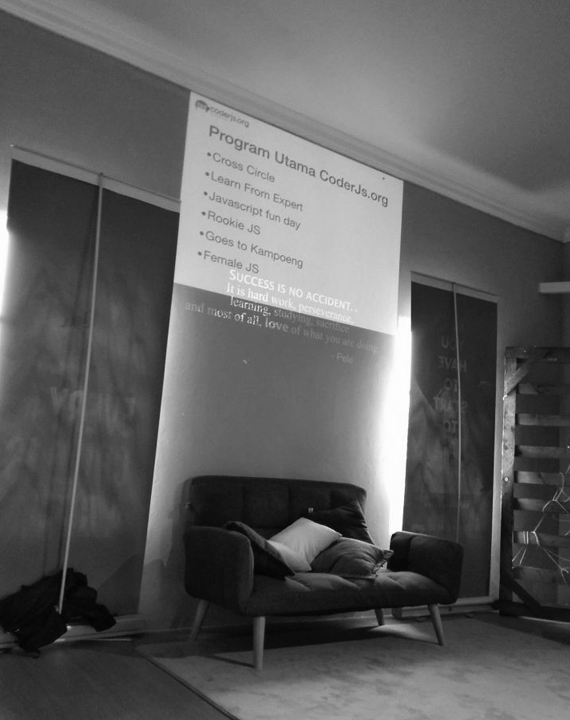 coderjs.org
Program Utama CoderJs.org
•Cross Circle
•Learn From Expert
•Javascript fun day
•Rookie JS
•Goes to Kampoeng
•Female JS
SUCCESS IS NO ACCIDENT. .
It is hard work, perseverance,
learning, studying, sacrifice
and most of all, love of what you are doing
- Pele